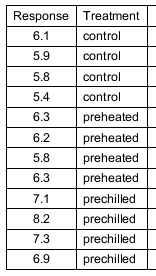 Response Treatment
6.1 control
5.9 control
5.8 control
5.4 control
6.3 preheated
6.2 preheated
5.8 preheated
6.3 preheated
7.1 prechilled
8.2 prechilled
7.3 prechilled
6.9 prechilled